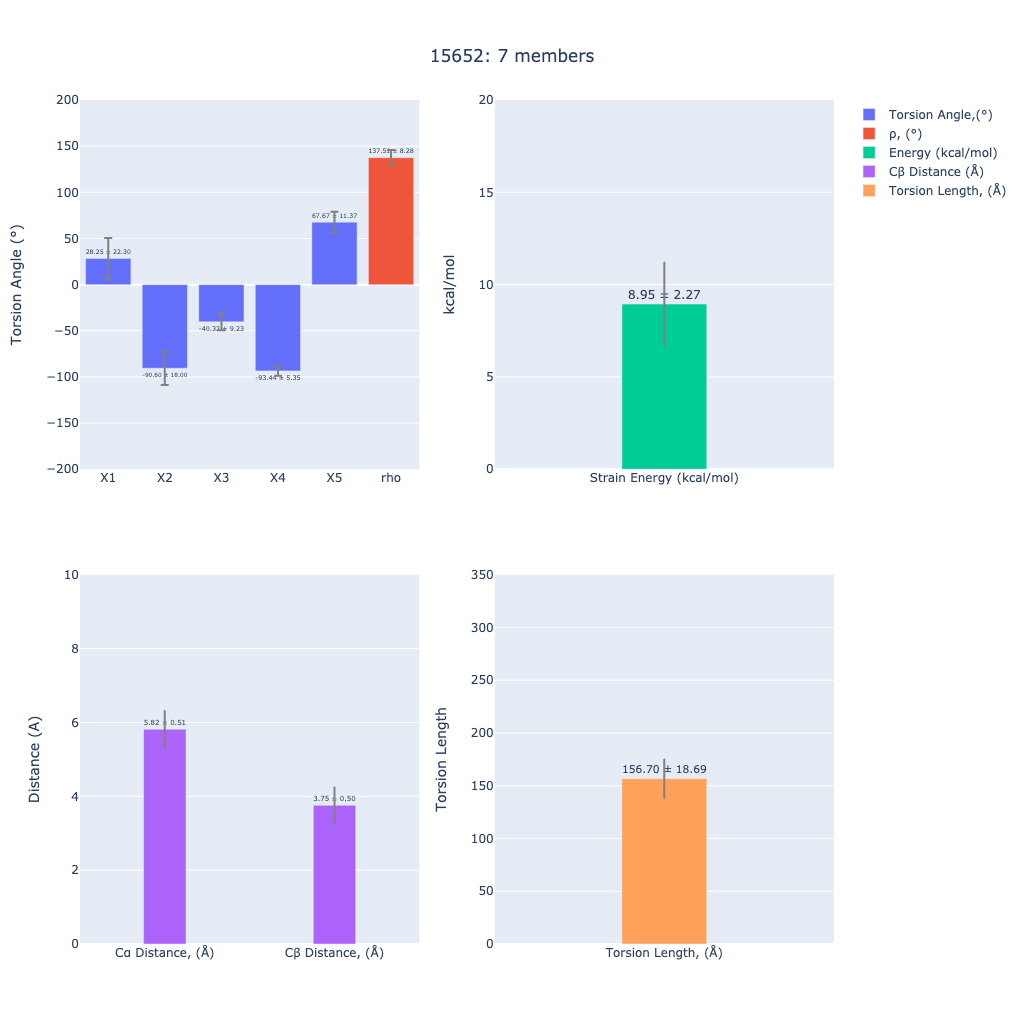 15652: 7 members
200
150
100
50
0
−50
−100
−150
−200
Torsion Angle (°)
28.25 ± 22.30
-90.60 ± 18.00
-40.32 ± 9.23
-93.44 ± 5.35
67.67 ± 11.37
± 8.28
X1
X2
X3
X4
X5
rho
20
15
10
5
0
kcal/mol
8.95 ± 2.27
Strain Energy (kcal/mol)
Torsion Angle,(°)
ρ, (°)
Energy (kcal/mol)
Cβ Distance (Å)
Torsion Length, (Å)
10
8
6
4
2
0
Distance (A)
5.82 ± 0.51
3.75 ± 0.50
Cα Distance, (Å)
Cβ Distance, (Å)
350
300
250
200
150
100
50
0
Torsion Length
156.70 ± 18.69
Torsion Length, (Å)